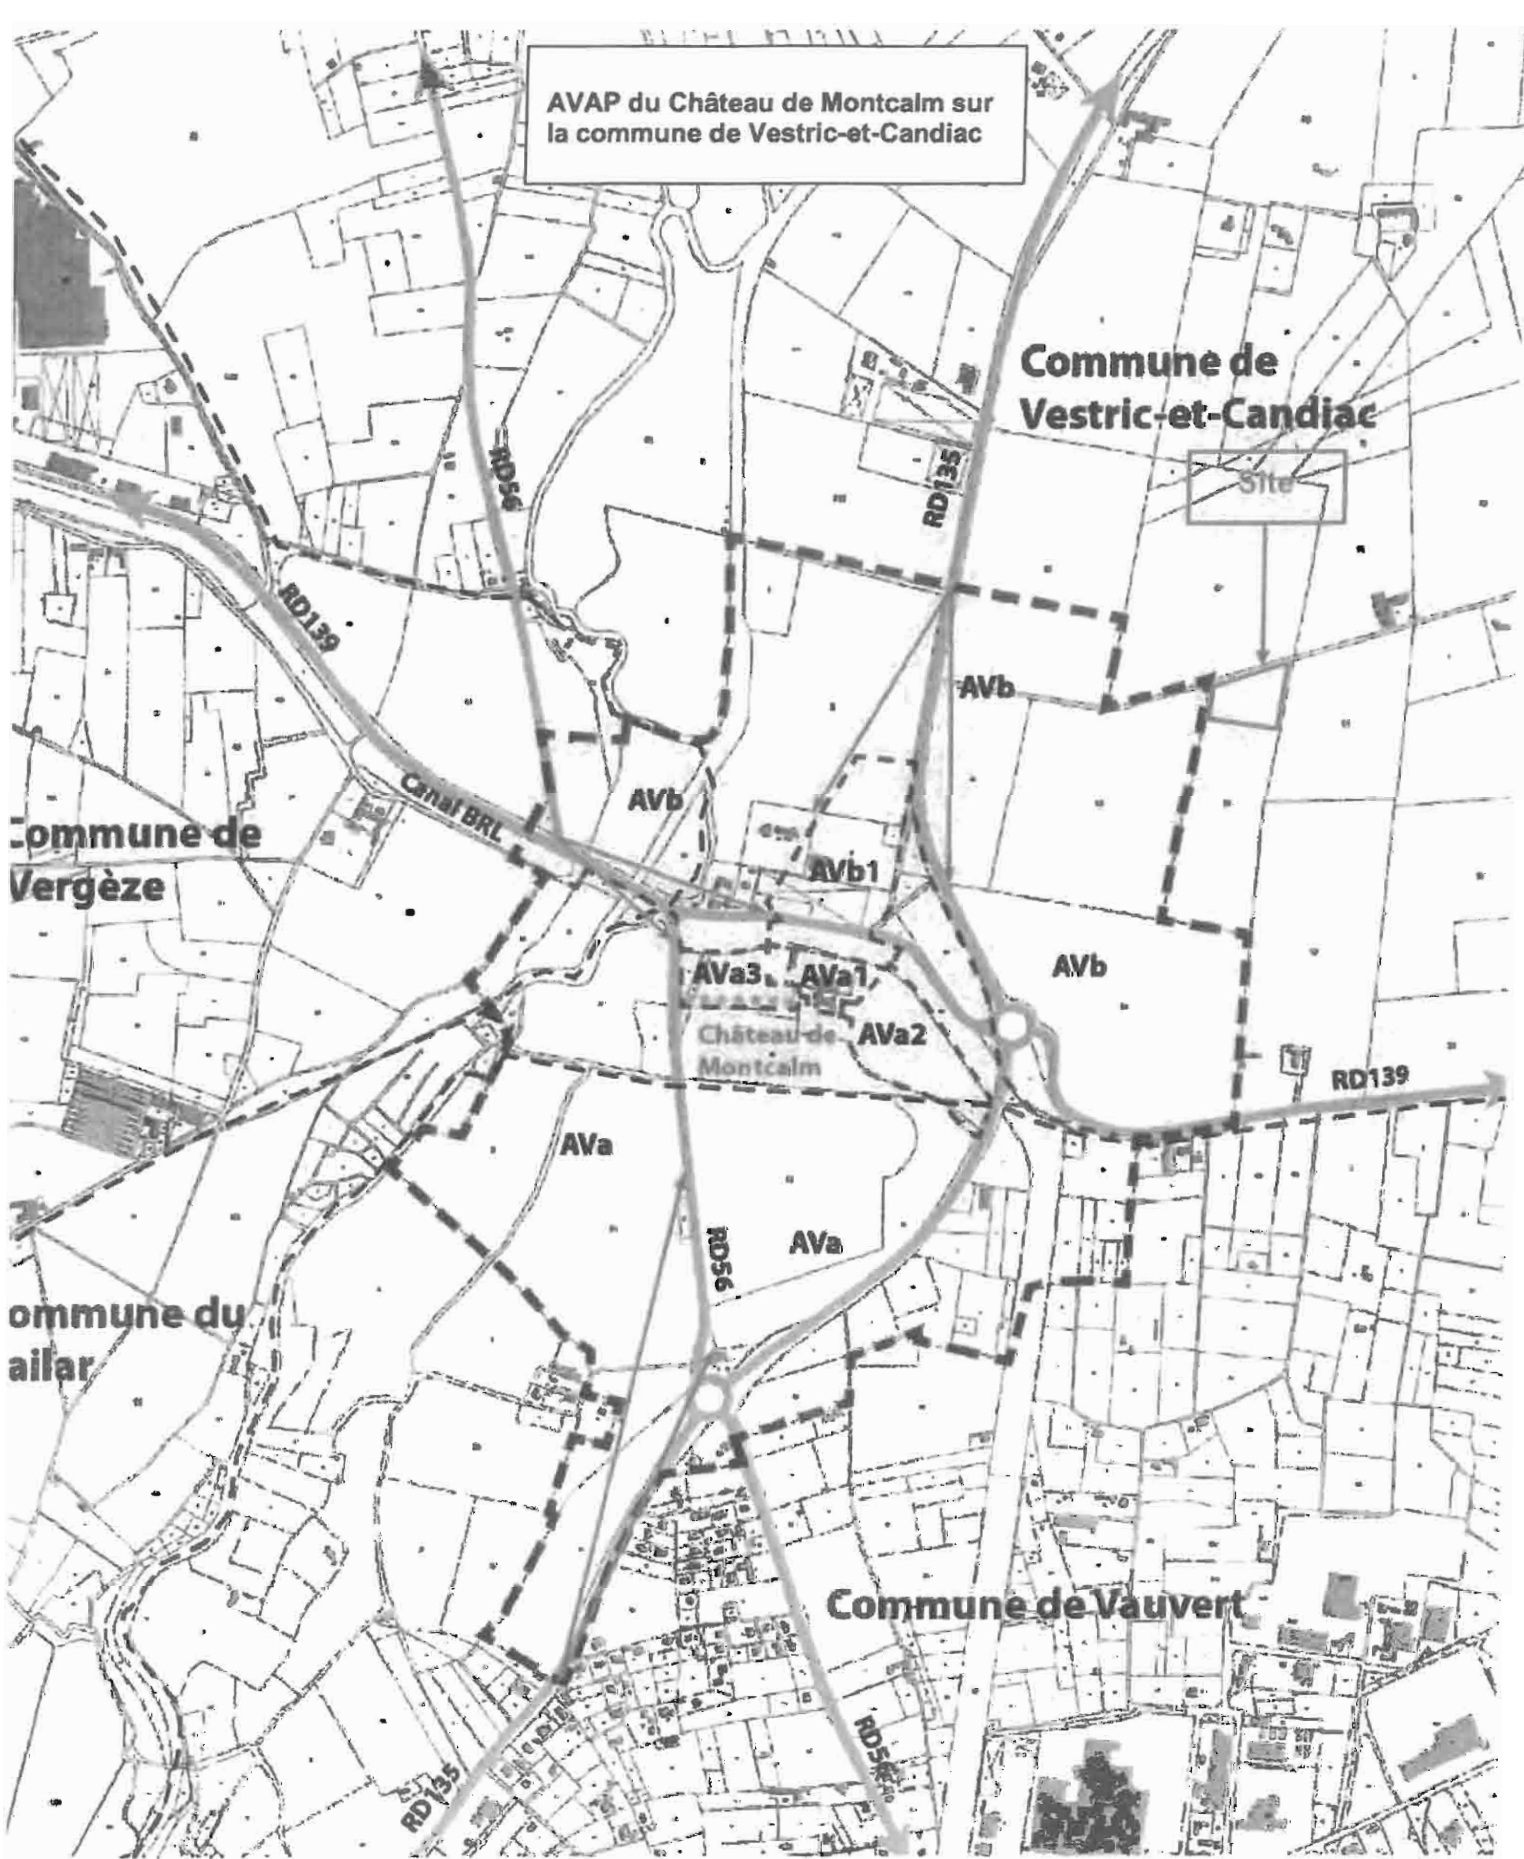 AVAP du Château de Montcalm sur
la commune de Vestric-et-Candiac
Commune de
Vestric-et-Candiac
Site
RD56
RD135
RD139
AVb
Canal BRL
AVb
Commune de
Vergèze
AVb1
AVb
AVa3
AVa1
Château de
Montcalm
AVa2
RD139
AVa
AVa
RD56
ommune du
ailar
Commune de Vauvert
RD135
RD56